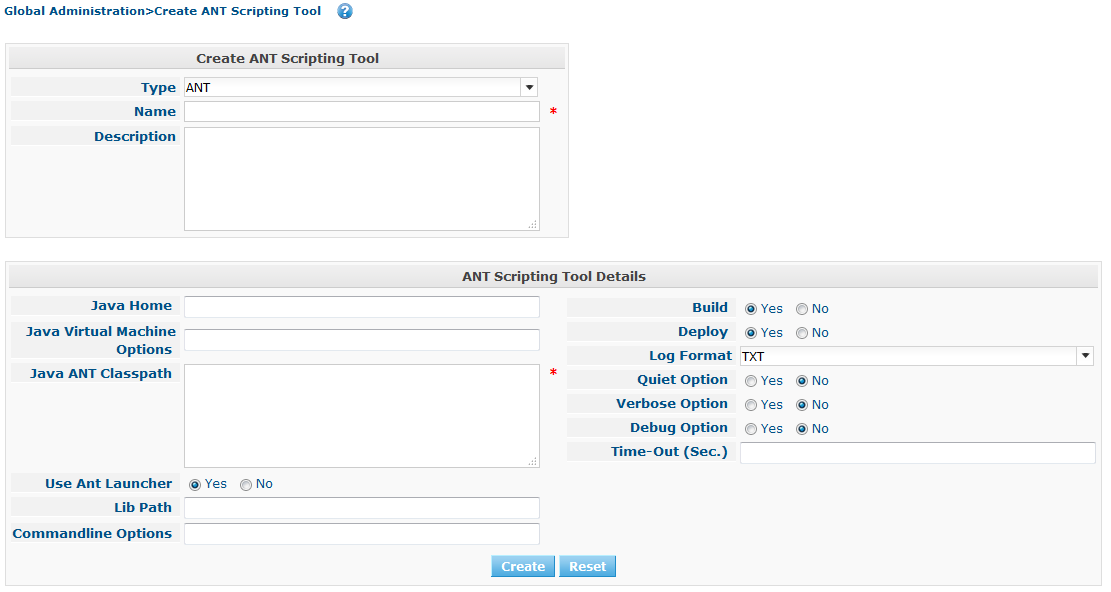 Global Administration>Create ANT Scripting Tool ?
Create ANT Scripting Tool
Type ANT
Name *
Description
ANT Scripting Tool Details
Java Home
Java Virtual Machine
Options
Java ANT Classpath *
Use Ant Launcher Yes No
Lib Path
Commandline Options
Build Yes No
Deploy Yes No
Log Format TXT
Quiet Option Yes No
Verbose Option Yes No
Debug Option Yes No
Time-Out (Sec.)
Create Reset